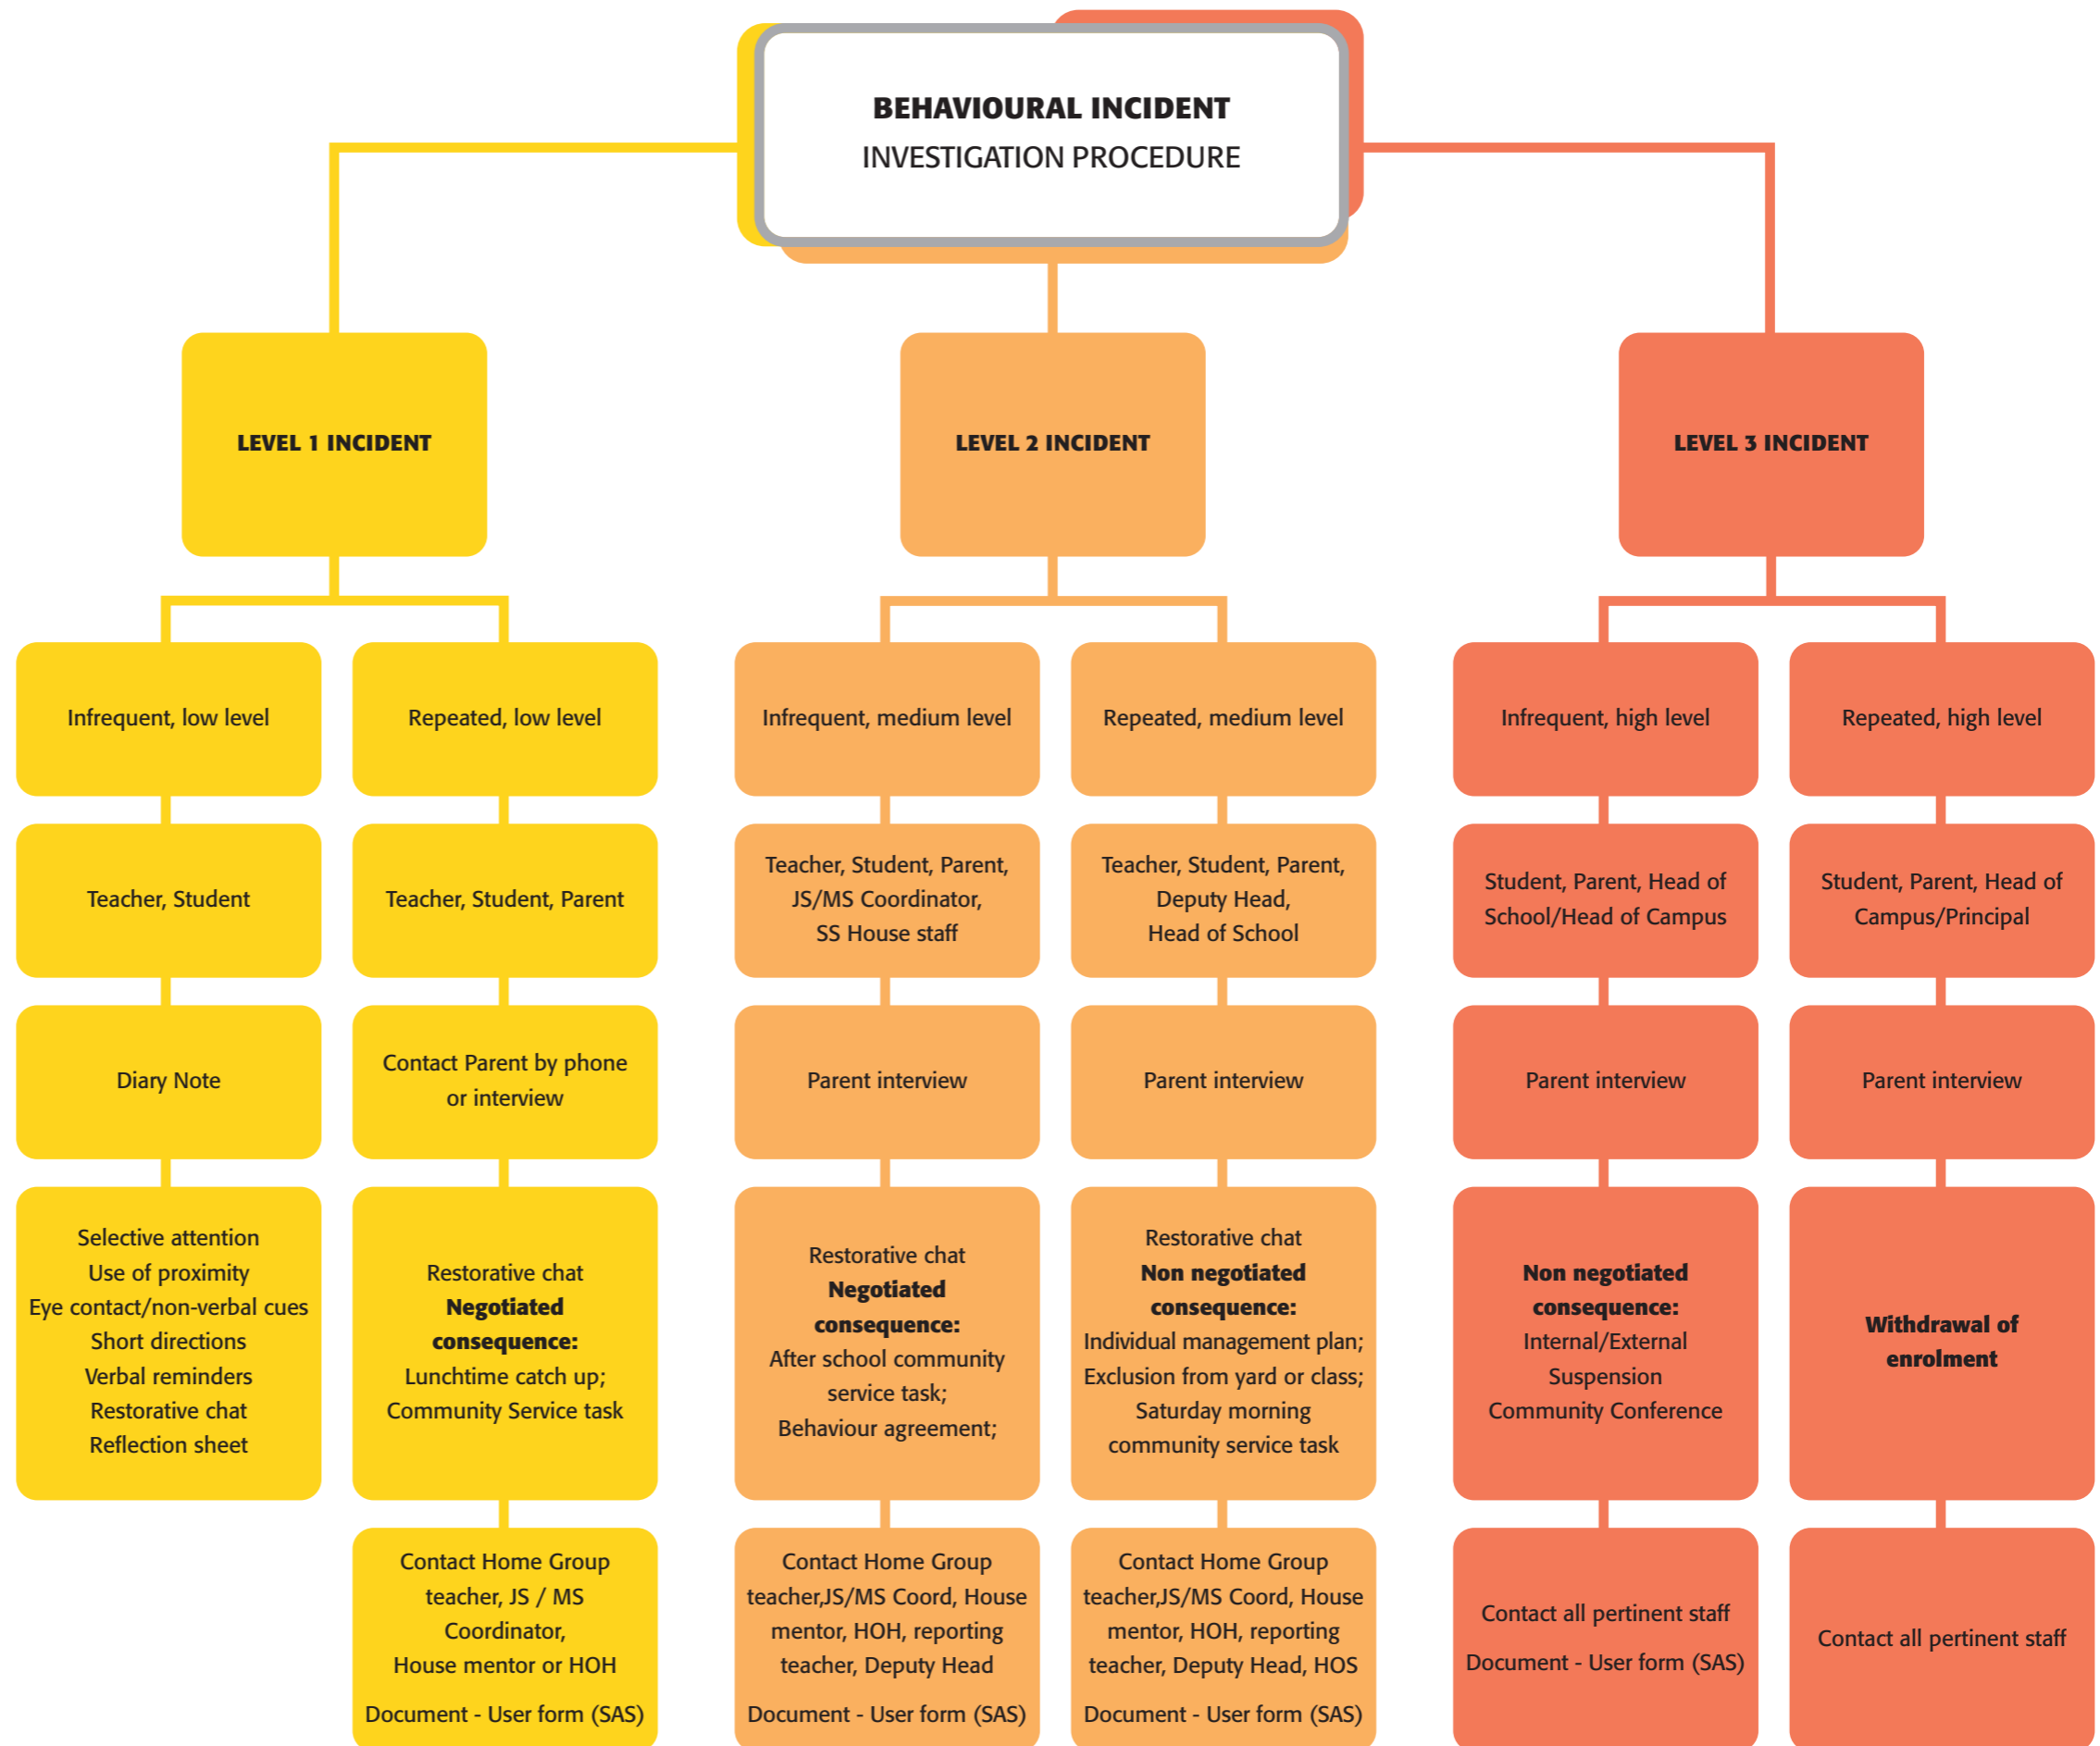 BEHAVIOURAL INCIDENT
INVESTIGATION PROCEDURE
LEVEL 1 INCIDENT
LEVEL 2 INCIDENT
LEVEL 3 INCIDENT
Infrequent, low level
Repeated, low level
Infrequent, medium level
Repeated, medium level
Infrequent, high level
Repeated, high level
Teacher, Student
Teacher, Student, Parent
Teacher, Student, Parent,
JS/MS Coordinator,
SS House staff
Teacher, Student, Parent,
Deputy Head,
Head of School
Student, Parent, Head of
School/Head of Campus
Student, Parent, Head of
Campus/Principal
Diary Note
Contact Parent by phone
or interview
Parent interview
Parent interview
Parent interview
Parent interview
Selective attention
Use of proximity
Eye contact/non-verbal cues
Short directions
Verbal reminders
Restorative chat
Reflection sheet
Restorative chat
Negotiated
consequence:
Lunchtime catch up;
Community Service task
Restorative chat
Negotiated
consequence:
After school community
service task;
Behaviour agreement;
Restorative chat
Non negotiated
consequence:
Individual management plan;
Exclusion from yard or class;
Saturday morning
community service task
Non negotiated
consequence:
Internal/External
Suspension
Community Conference
Withdrawal of
enrolment
Contact Home Group
teacher, JS / MS
Coordinator,
House mentor or HOH
Document - User form (SAS)
Contact Home Group
teacher,JS/MS Coord, House
mentor, HOH, reporting
teacher, Deputy Head
Document - User form (SAS)
Contact Home Group
teacher,JS/MS Coord, House
mentor, HOH, reporting
teacher, Deputy Head, HOS
Document - User form (SAS)
Contact all pertinent staff
Document - User form (SAS)
Contact all pertinent staff